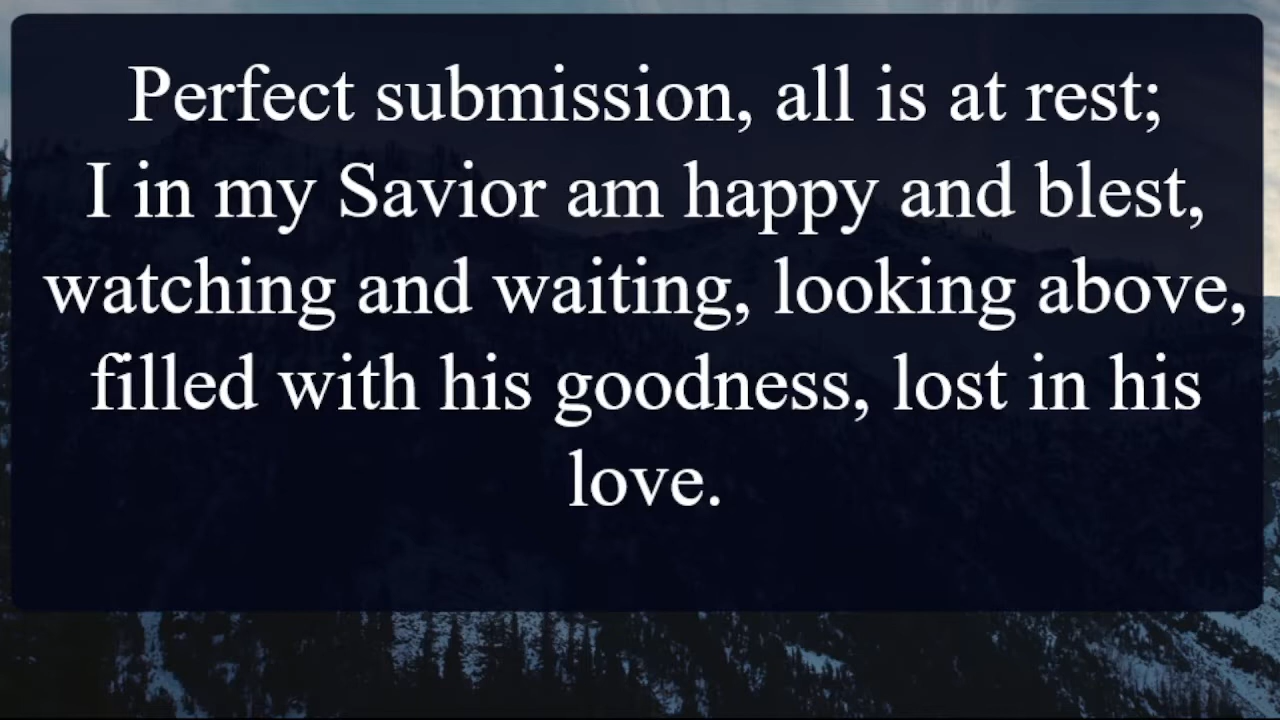 Perfect submission, all is at rest;
I in my Savior am happy and blest,
watching and waiting, looking above,
filled with his goodness, lost in his
love.